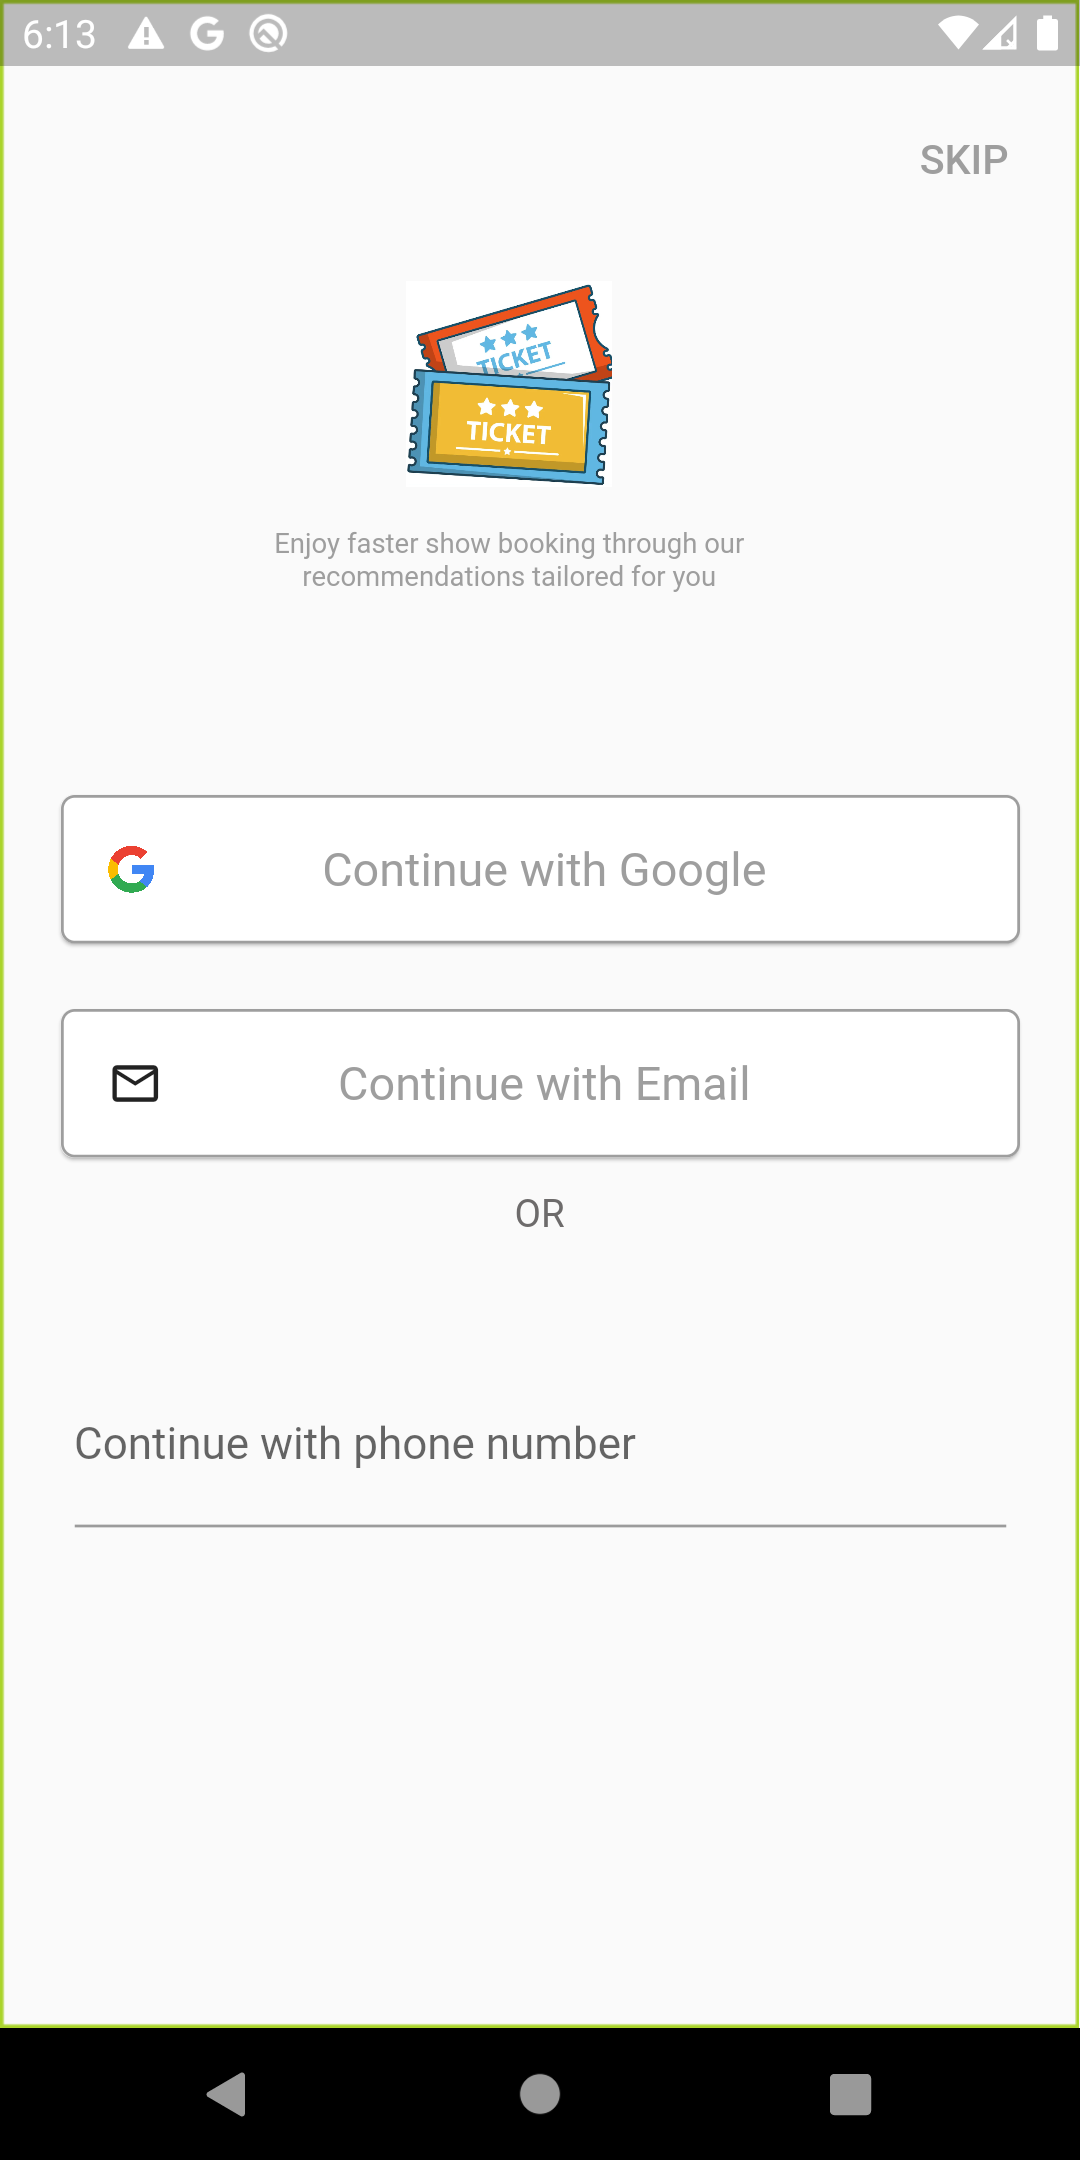 6:13
SKIP
TICKET
TICKET
Enjoy faster show booking through our
recommendations tailored for you
Continue with Google
Continue with Email
OR
Continue with phone number